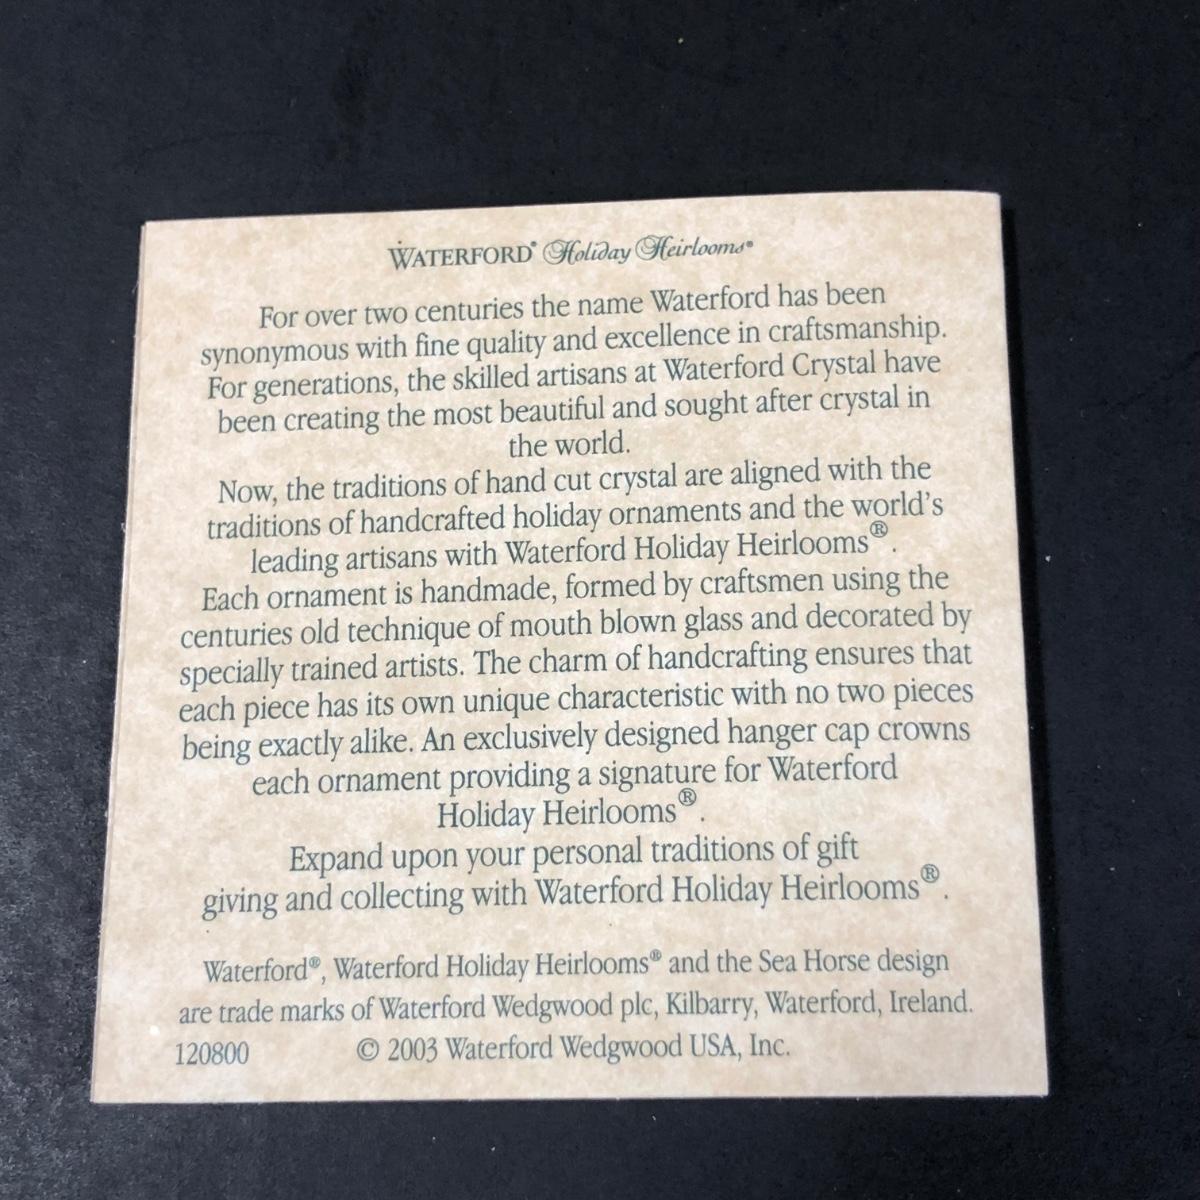 WATERFORD® Holiday Heirlooms®
For over two centuries the name Waterford has been
synonymous with fine quality and excellence in craftsmanship.
For generations, the skilled artisans at Waterford Crystal have
been creating the most beautiful and sought after crystal in
the world.
Now, the traditions of hand cut crystal are aligned with the
traditions of handcrafted holiday ornaments and the world's
leading artisans with Waterford Holiday Heirlooms®.
Each ornament is handmade, formed by craftsmen using the
centuries old technique of mouth blown glass and decorated by
specially trained artists. The charm of handcrafting ensures that
each piece has its own unique characteristic with no two pieces
being exactly alike. An exclusively designed hanger cap crowns
each ornament providing a signature for Waterford
Holiday Heirlooms®.
Expand upon your personal traditions of gift
giving and collecting with Waterford Holiday Heirlooms®.
Waterford®, Waterford Holiday Heirlooms® and the Sea Horse design
are trade marks of Waterford Wedgwood plc, Kilbarry, Waterford, Ireland.
120800 © 2003 Waterford Wedgwood USA, Inc.